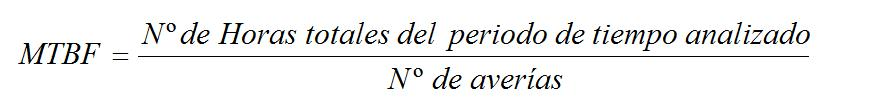 Nº de Horas totales del periodo de tiempo analizado
MTBF =
Nº de averías